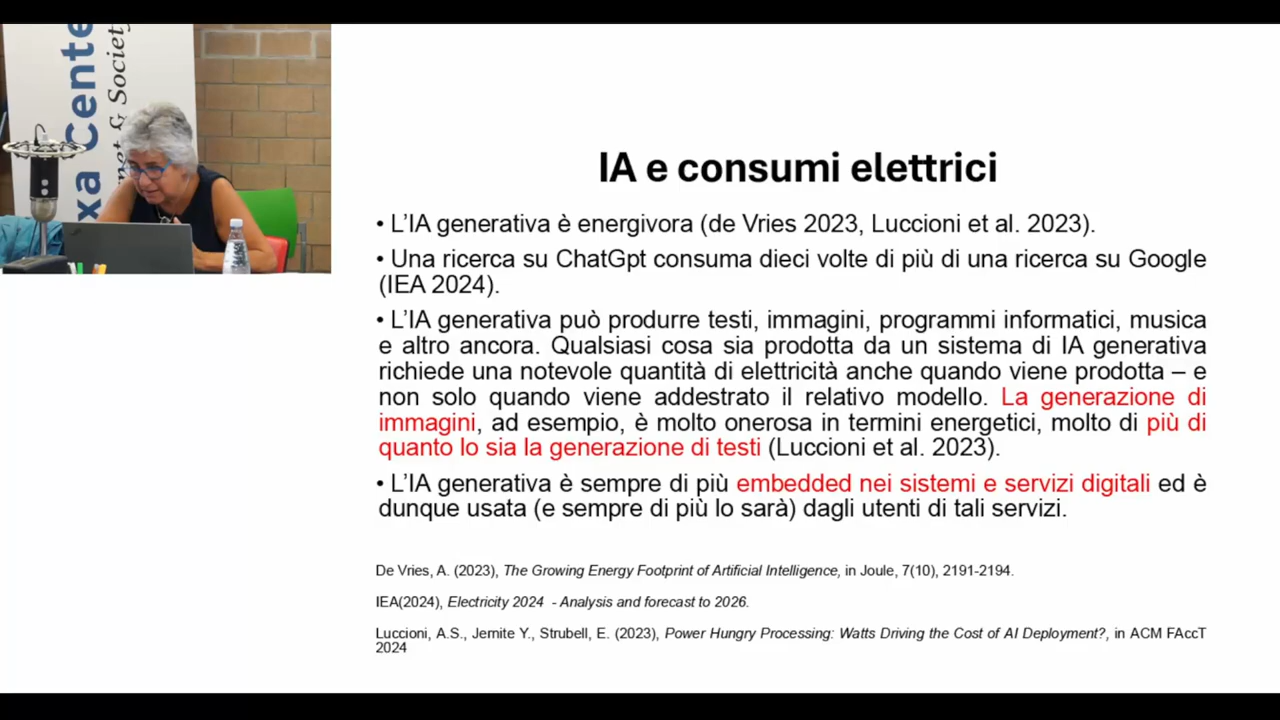 xa Cente
net & Society
IA e consumi elettrici
• L’IA generativa è energivora (de Vries 2023, Luccioni et al. 2023).
• Una ricerca su ChatGpt consuma dieci volte di più di una ricerca su Google
(IEA 2024).
• L’IA generativa può produrre testi, immagini, programmi informatici, musica
e altro ancora. Qualsiasi cosa sia prodotta da un sistema di IA generativa
richiede una notevole quantità di elettricità anche quando viene prodotta – e
non solo quando viene addestrato il relativo modello. La generazione di
immagini, ad esempio, è molto onerosa in termini energetici, molto di più di
quanto lo sia la generazione di testi (Luccioni et al. 2023).
• L’IA generativa è sempre di più embedded nei sistemi e servizi digitali ed è
dunque usata (e sempre di più lo sarà) dagli utenti di tali servizi.
De Vries, A. (2023), The Growing Energy Footprint of Artificial Intelligence, in Joule, 7(10), 2191-2194.
IEA(2024), Electricity 2024 - Analysis and forecast to 2026.
Luccioni, A.S., Jernite Y., Strubell, E. (2023), Power Hungry Processing: Watts Driving the Cost of AI Deployment?, in ACM FAccT
2024